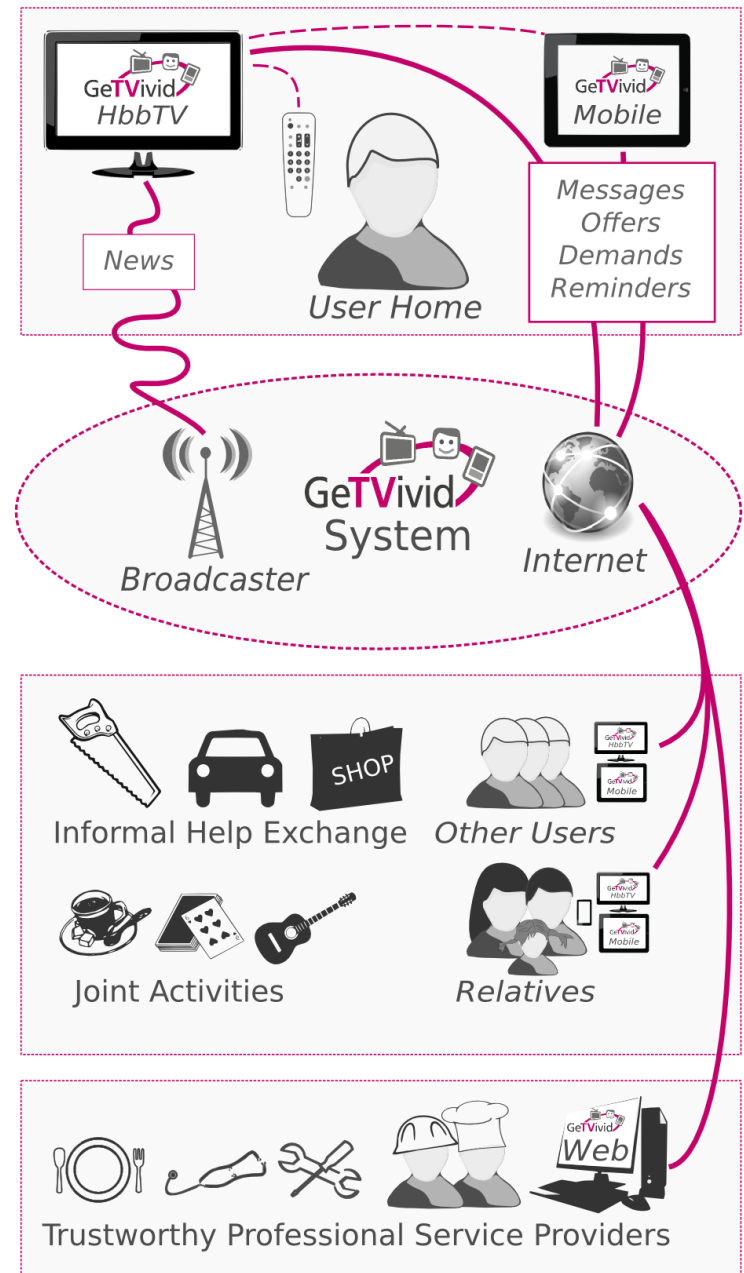 GeTVivid
HbbTV
GeTVivid
Mobile
News
Messages
Offers
Demands
Reminders
User Home
GeTVivid
System
Broadcaster
Internet
SHOP
GeTVivid
HbbTV
GeTVivid
Mobile
Informal Help Exchange
Other Users
GeTVivid
HbbTV
GeTVivid
Mobile
Joint Activities
Relatives
GeTVivid
Web
Trustworthy Professional Service Providers